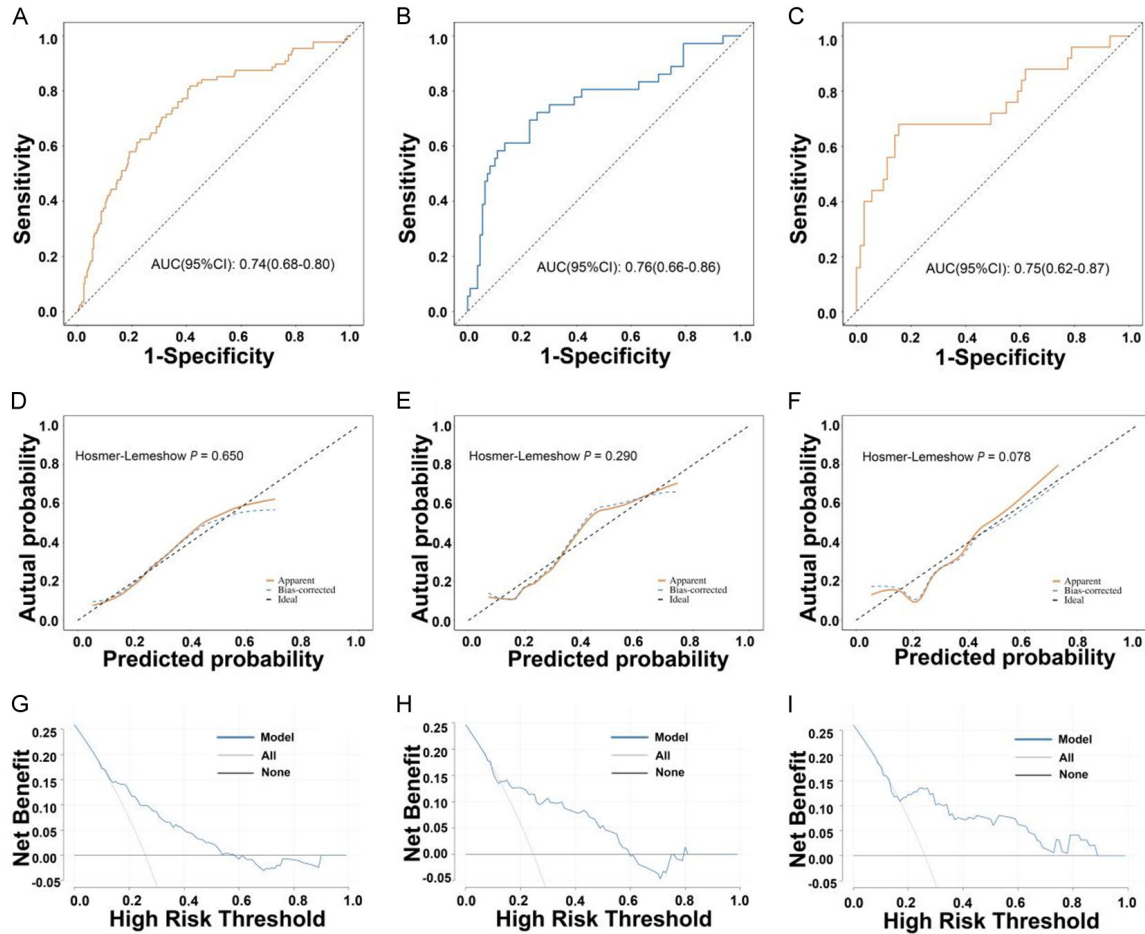 A
B
C
1.0
0.8
0.6
0.4
0.2
0.0
Sensitivity
AUC(95%CI): 0.74(0.68-0.80)
0.0 0.2 0.4 0.6 0.8 1.0
1-Specificity
1.0
0.8
0.6
0.4
0.2
0.0
Sensitivity
AUC(95%CI): 0.76(0.66-0.86)
0.0 0.2 0.4 0.6 0.8 1.0
1-Specificity
1.0
0.8
0.6
0.4
0.2
0.0
Sensitivity
AUC(95%CI): 0.75(0.62-0.87)
0.0 0.2 0.4 0.6 0.8 1.0
1-Specificity
D
E
F
1.0
0.8
0.6
0.4
0.2
0.0
Autual probability
Hosmer-Lemeshow P = 0.650
Apparent
Bias-corrected
Ideal
0.0 0.2 0.4 0.6 0.8 1.0
Predicted probability
1.0
0.8
0.6
0.4
0.2
0.0
Autual probability
Hosmer-Lemeshow P = 0.290
Apparent
Bias-corrected
Ideal
0.0 0.2 0.4 0.6 0.8 1.0
Predicted probability
1.0
0.8
0.6
0.4
0.2
0.0
Autual probability
Hosmer-Lemeshow P = 0.078
Apparent
Bias-corrected
Ideal
0.0 0.2 0.4 0.6 0.8 1.0
Predicted probability
G
H
I
0.25
0.20
0.15
0.10
0.05
0.00
-0.05
Net Benefit
Model
All
None
0.0 0.2 0.4 0.6 0.8 1.0
High Risk Threshold
0.25
0.20
0.15
0.10
0.05
0.00
-0.05
Net Benefit
Model
All
None
0.0 0.2 0.4 0.6 0.8 1.0
High Risk Threshold
0.25
0.20
0.15
0.10
0.05
0.00
-0.05
Net Benefit
Model
All
None
0.0 0.2 0.4 0.6 0.8 1.0
High Risk Threshold